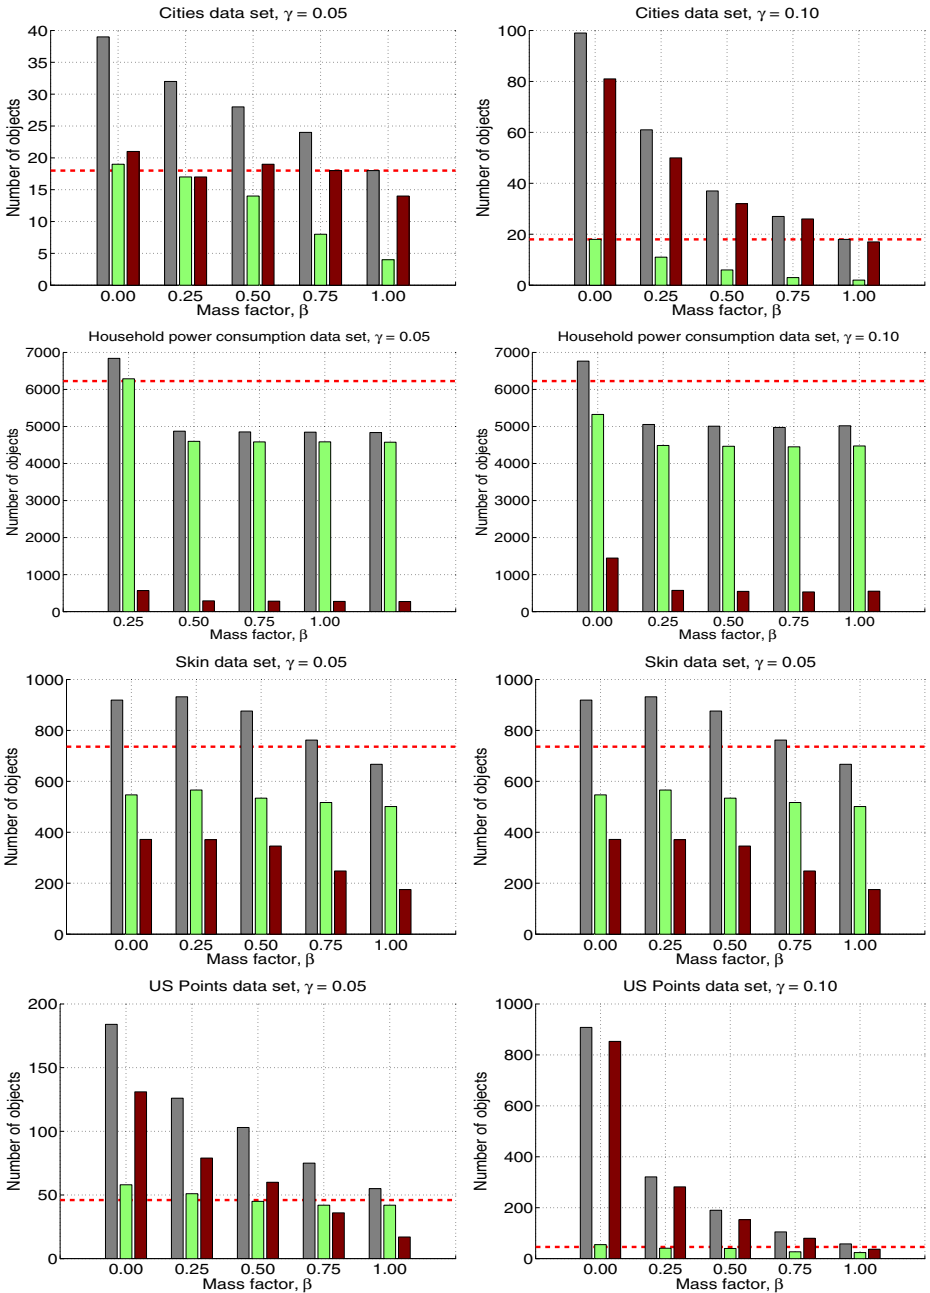 Cities data set, γ = 0.05
Number of objects
40
35
30
25
20
15
10
5
0
0.00 0.25 0.50 0.75 1.00
Mass factor, β
Cities data set, γ = 0.10
Number of objects
100
80
60
40
20
0
0.00 0.25 0.50 0.75 1.00
Mass factor, β
Household power consumption data set, γ = 0.05
Number of objects
7000
6000
5000
4000
3000
2000
1000
0
0.25 0.50 0.75 1.00
Mass factor, β
Household power consumption data set, γ = 0.10
Number of objects
7000
6000
5000
4000
3000
2000
1000
0
0.00 0.25 0.50 0.75 1.00
Mass factor, β
Skin data set, γ = 0.05
Number of objects
1000
800
600
400
200
0
0.00 0.25 0.50 0.75 1.00
Mass factor, β
Skin data set, γ = 0.05
Number of objects
1000
800
600
400
200
0
0.00 0.25 0.50 0.75 1.00
Mass factor, β
US Points data set, γ = 0.05
Number of objects
200
150
100
50
0
0.00 0.25 0.50 0.75 1.00
Mass factor, β
US Points data set, γ = 0.10
Number of objects
1000
800
600
400
200
0
0.00 0.25 0.50 0.75 1.00
Mass factor, β